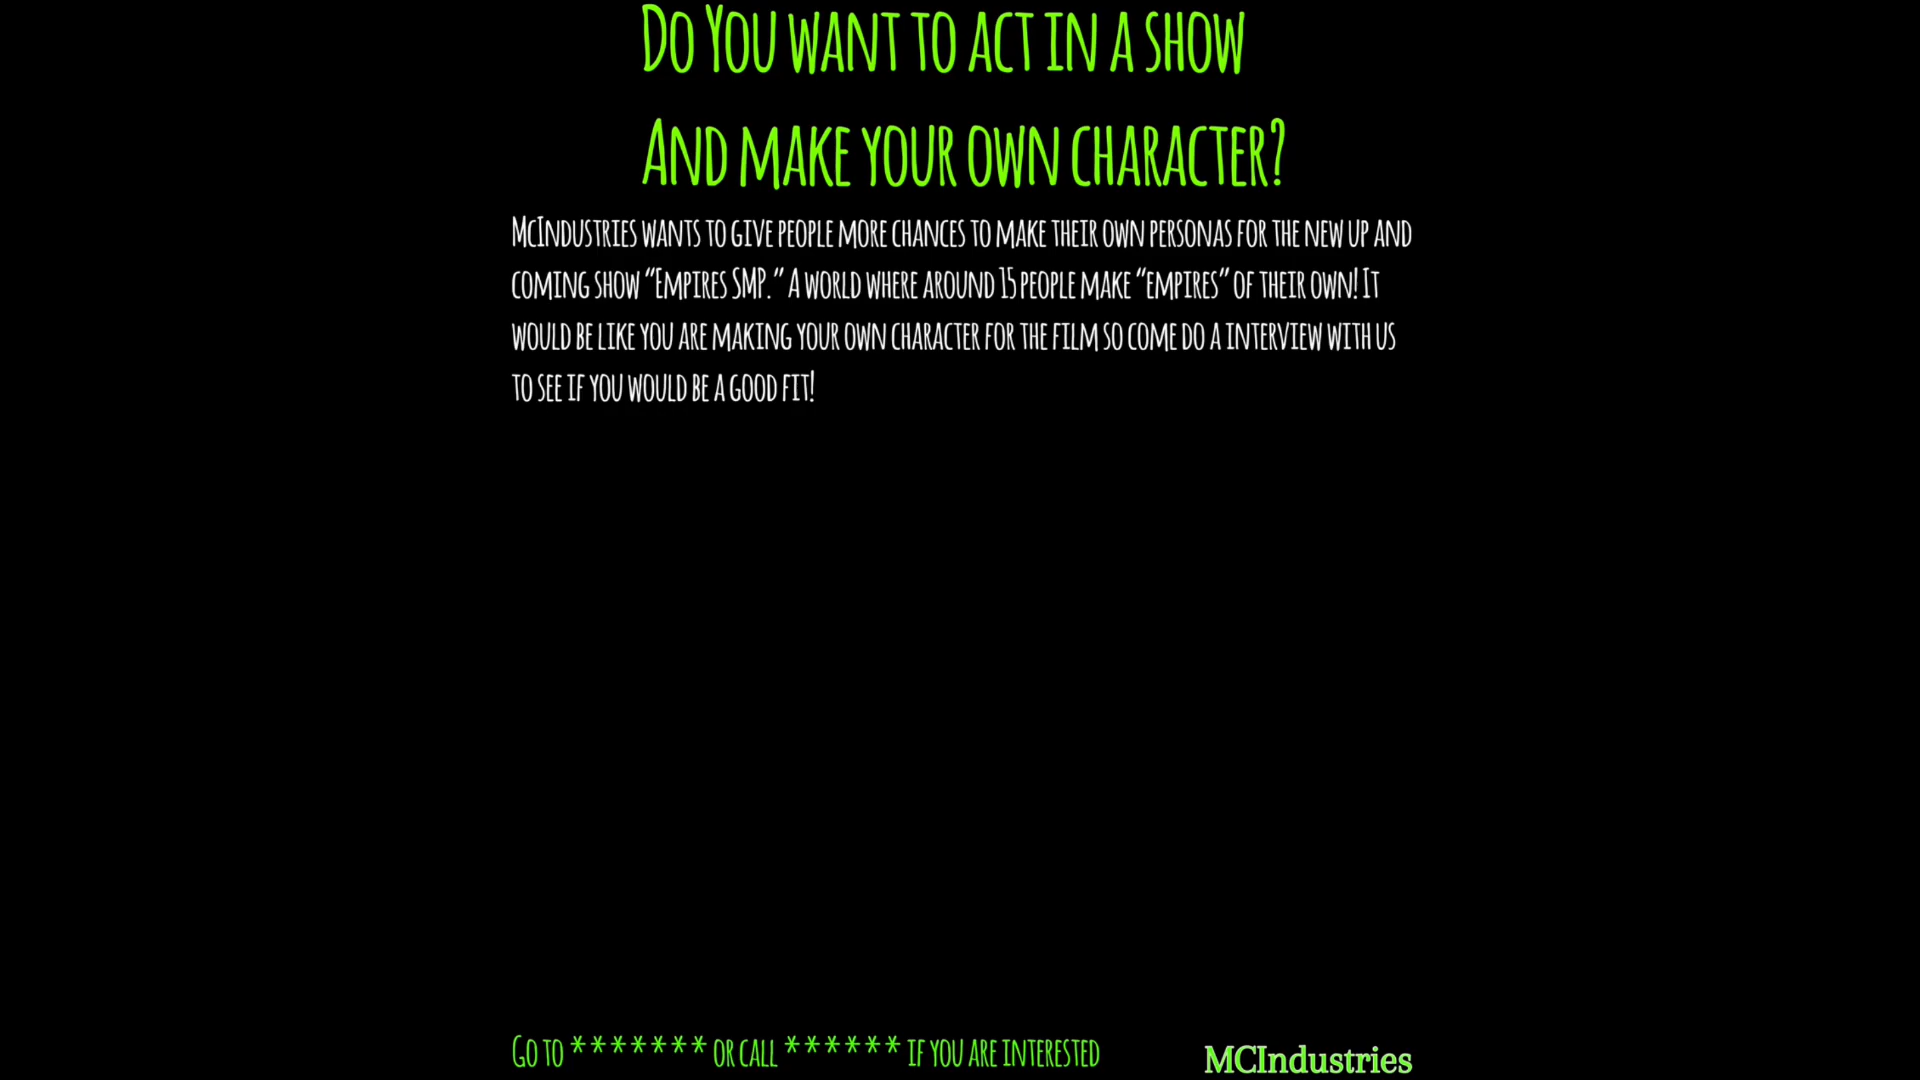 Do You want to act in a show
And make your own character?
McIndustries wants to give people more chances to make their own personas for the new up and
coming show “Empires SMP.” A world where around 15 people make “empires” of their own! It
would be like you are making your own character for the film so come do a interview with us
to see if you would be a good fit!
Go to ******* or call ****** if you are interested
MCIndustries